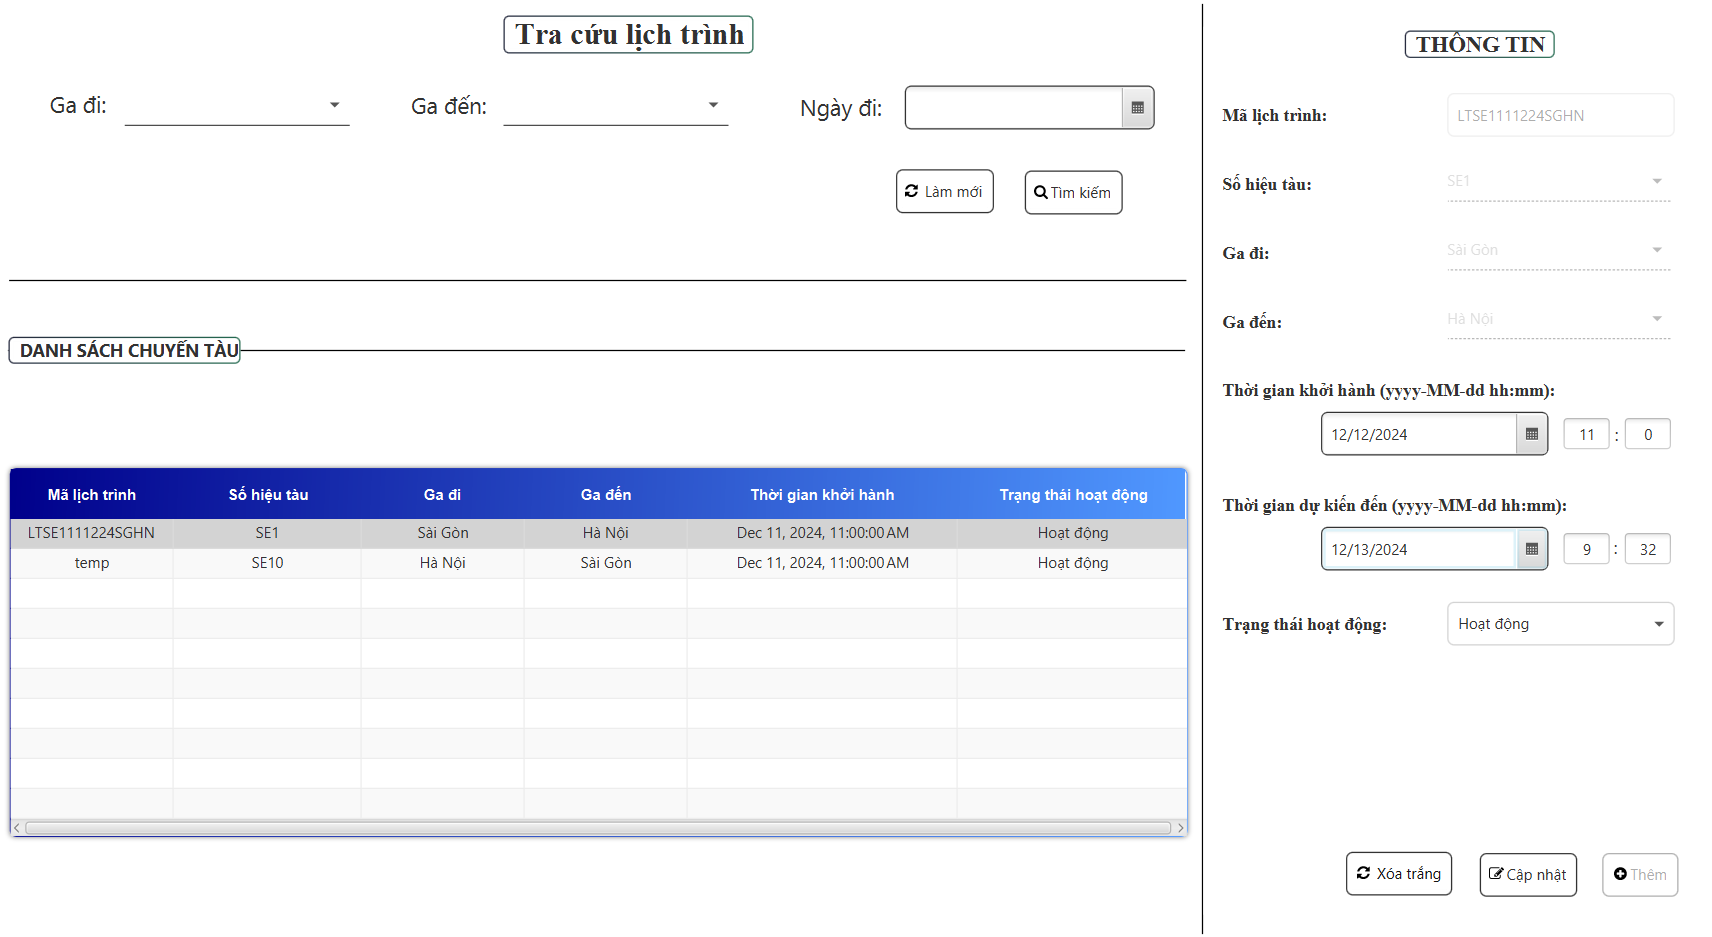 Tra cứu lịch trình
Ga đi:
Ga đến:
Ngày đi:
Làm mới
Tìm kiếm
DANH SÁCH CHUYẾN TÀU
Mã lịch trình Số hiệu tàu Ga đi Ga đến Thời gian khởi hành Trạng thái hoạt động
LTSE1111224SGHN SE1 Sài Gòn Hà Nội Dec 11, 2024, 11:00:00 AM Hoạt động
temp SE10 Hà Nội Sài Gòn Dec 11, 2024, 11:00:00 AM Hoạt động
THÔNG TIN
Mã lịch trình: LTSE1111224SGHN
Số hiệu tàu: SE1
Ga đi: Sài Gòn
Ga đến: Hà Nội
Thời gian khởi hành (yyyy-MM-dd hh:mm):
12/12/2024 11 : 0
Thời gian dự kiến đến (yyyy-MM-dd hh:mm):
12/13/2024 9 : 32
Trạng thái hoạt động: Hoạt động
Xóa trắng
Cập nhật
Thêm